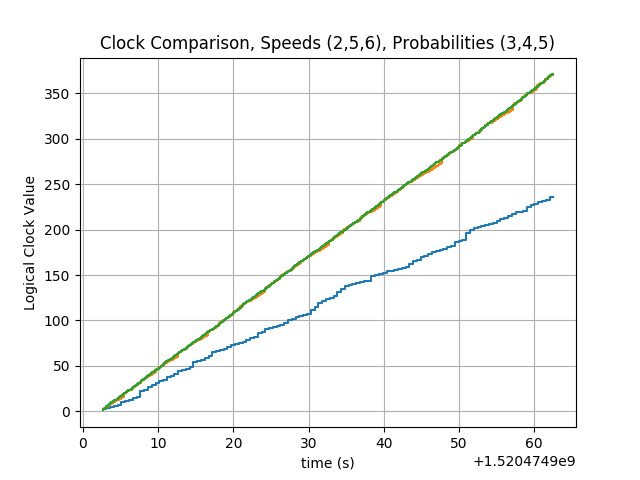 Clock Comparison, Speeds (2,5,6), Probabilities (3,4,5)
Logical Clock Value
350
300
250
200
150
100
50
0
0 10 20 30 40 50 60
time (s)
+1.5204749e9